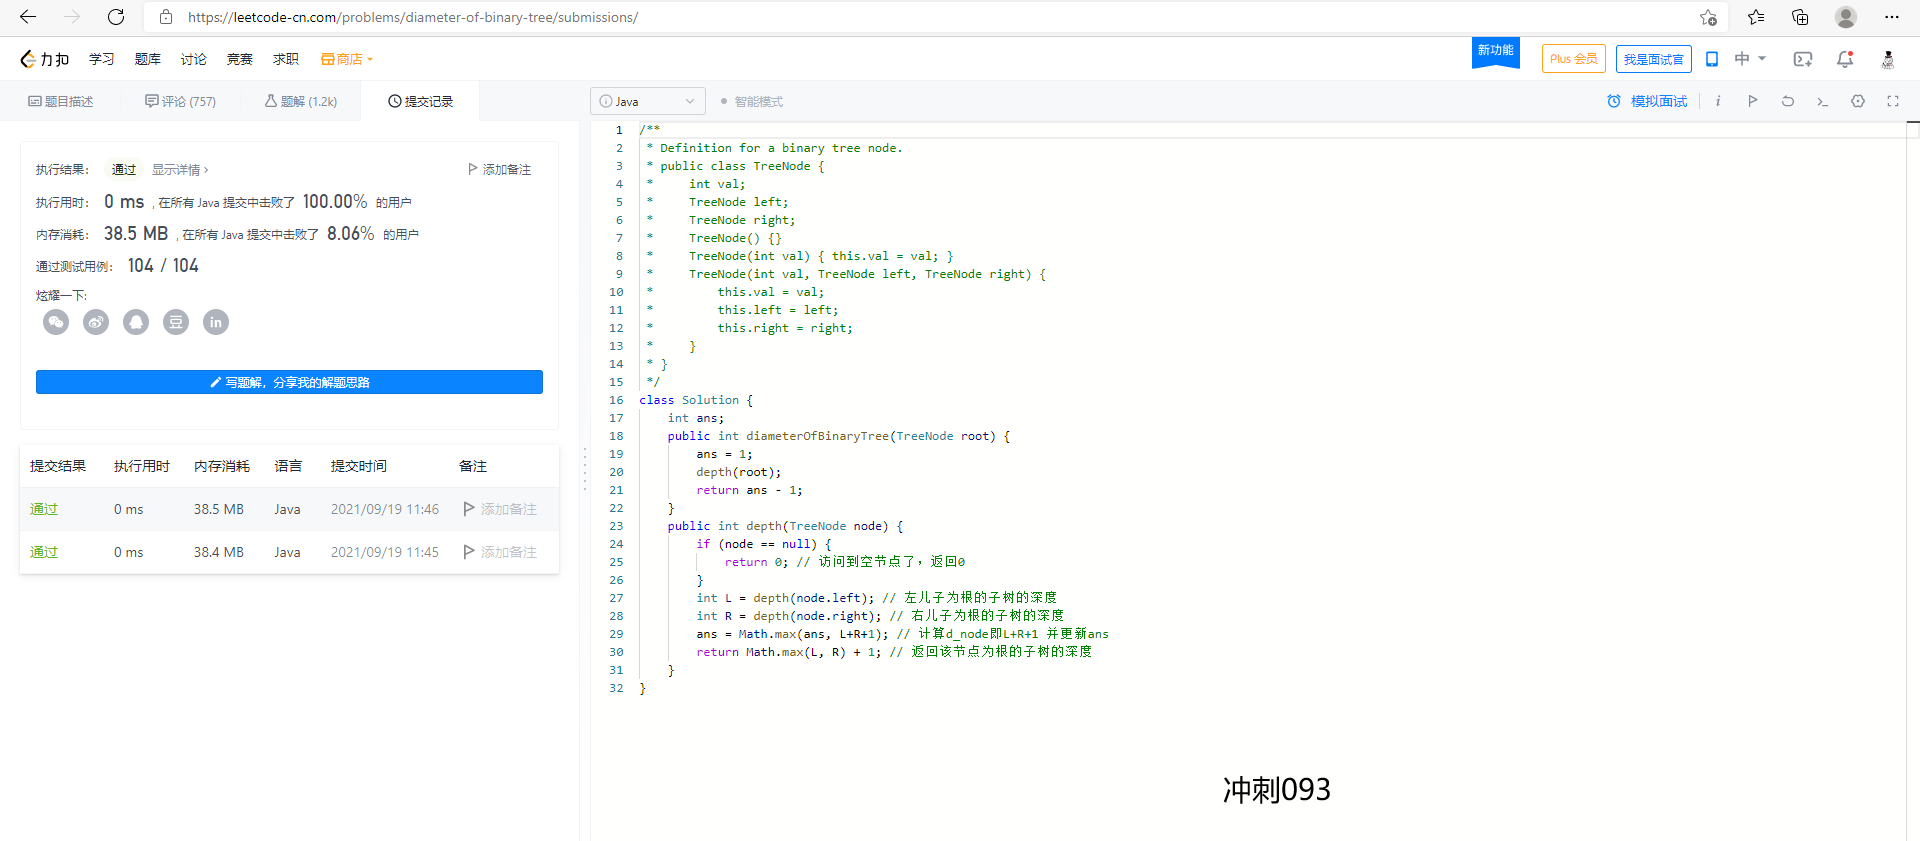 https://leetcode-cn.com/problems/diameter-of-binary-tree/submissions/
力扣 学习 题库 讨论 竞赛 求职 商店 新功能 Plus 会员 我是面试官 中
题目描述 评论 (757) 题解 (1.2k) 提交记录 Java 智能模式 模拟面试
执行结果： 通过 显示详情 › 添加备注
执行用时： 0 ms , 在所有 Java 提交中击败了 100.00% 的用户
内存消耗： 38.5 MB , 在所有 Java 提交中击败了 8.06% 的用户
通过测试用例： 104 / 104
炫耀一下:
豆 in
写题解，分享我的解题思路
提交结果 执行用时 内存消耗 语言 提交时间 备注
通过 0 ms 38.5 MB Java 2021/09/19 11:46 添加备注
通过 0 ms 38.4 MB Java 2021/09/19 11:45 添加备注
1 /**
2  * Definition for a binary tree node.
3  * public class TreeNode {
4  *     int val;
5  *     TreeNode left;
6  *     TreeNode right;
7  *     TreeNode() {}
8  *     TreeNode(int val) { this.val = val; }
9  *     TreeNode(int val, TreeNode left, TreeNode right) {
10  *         this.val = val;
11  *         this.left = left;
12  *         this.right = right;
13  *     }
14  * }
15  */
16 class Solution {
17     int ans;
18     public int diameterOfBinaryTree(TreeNode root) {
19         ans = 1;
20         depth(root);
21         return ans - 1;
22     }
23     public int depth(TreeNode node) {
24         if (node == null) {
25             return 0; // 访问到空节点了，返回0
26         }
27         int L = depth(node.left); // 左儿子为根的子树的深度
28         int R = depth(node.right); // 右儿子为根的子树的深度
29         ans = Math.max(ans, L+R+1); // 计算d_node即L+R+1 并更新ans
30         return Math.max(L, R) + 1; // 返回该节点为根的子树的深度
31     }
32 }
冲刺093